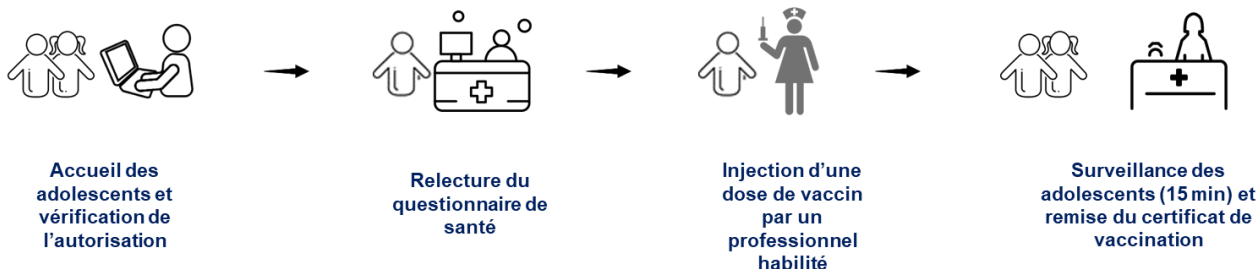 Accueil des
adolescents et
vérification de
l'autorisation
Relecture du
questionnaire de
santé
Injection d'une
dose de vaccin
par un
professionnel
habilité
Surveillance des
adolescents (15 min) et
remise du certificat de
vaccination